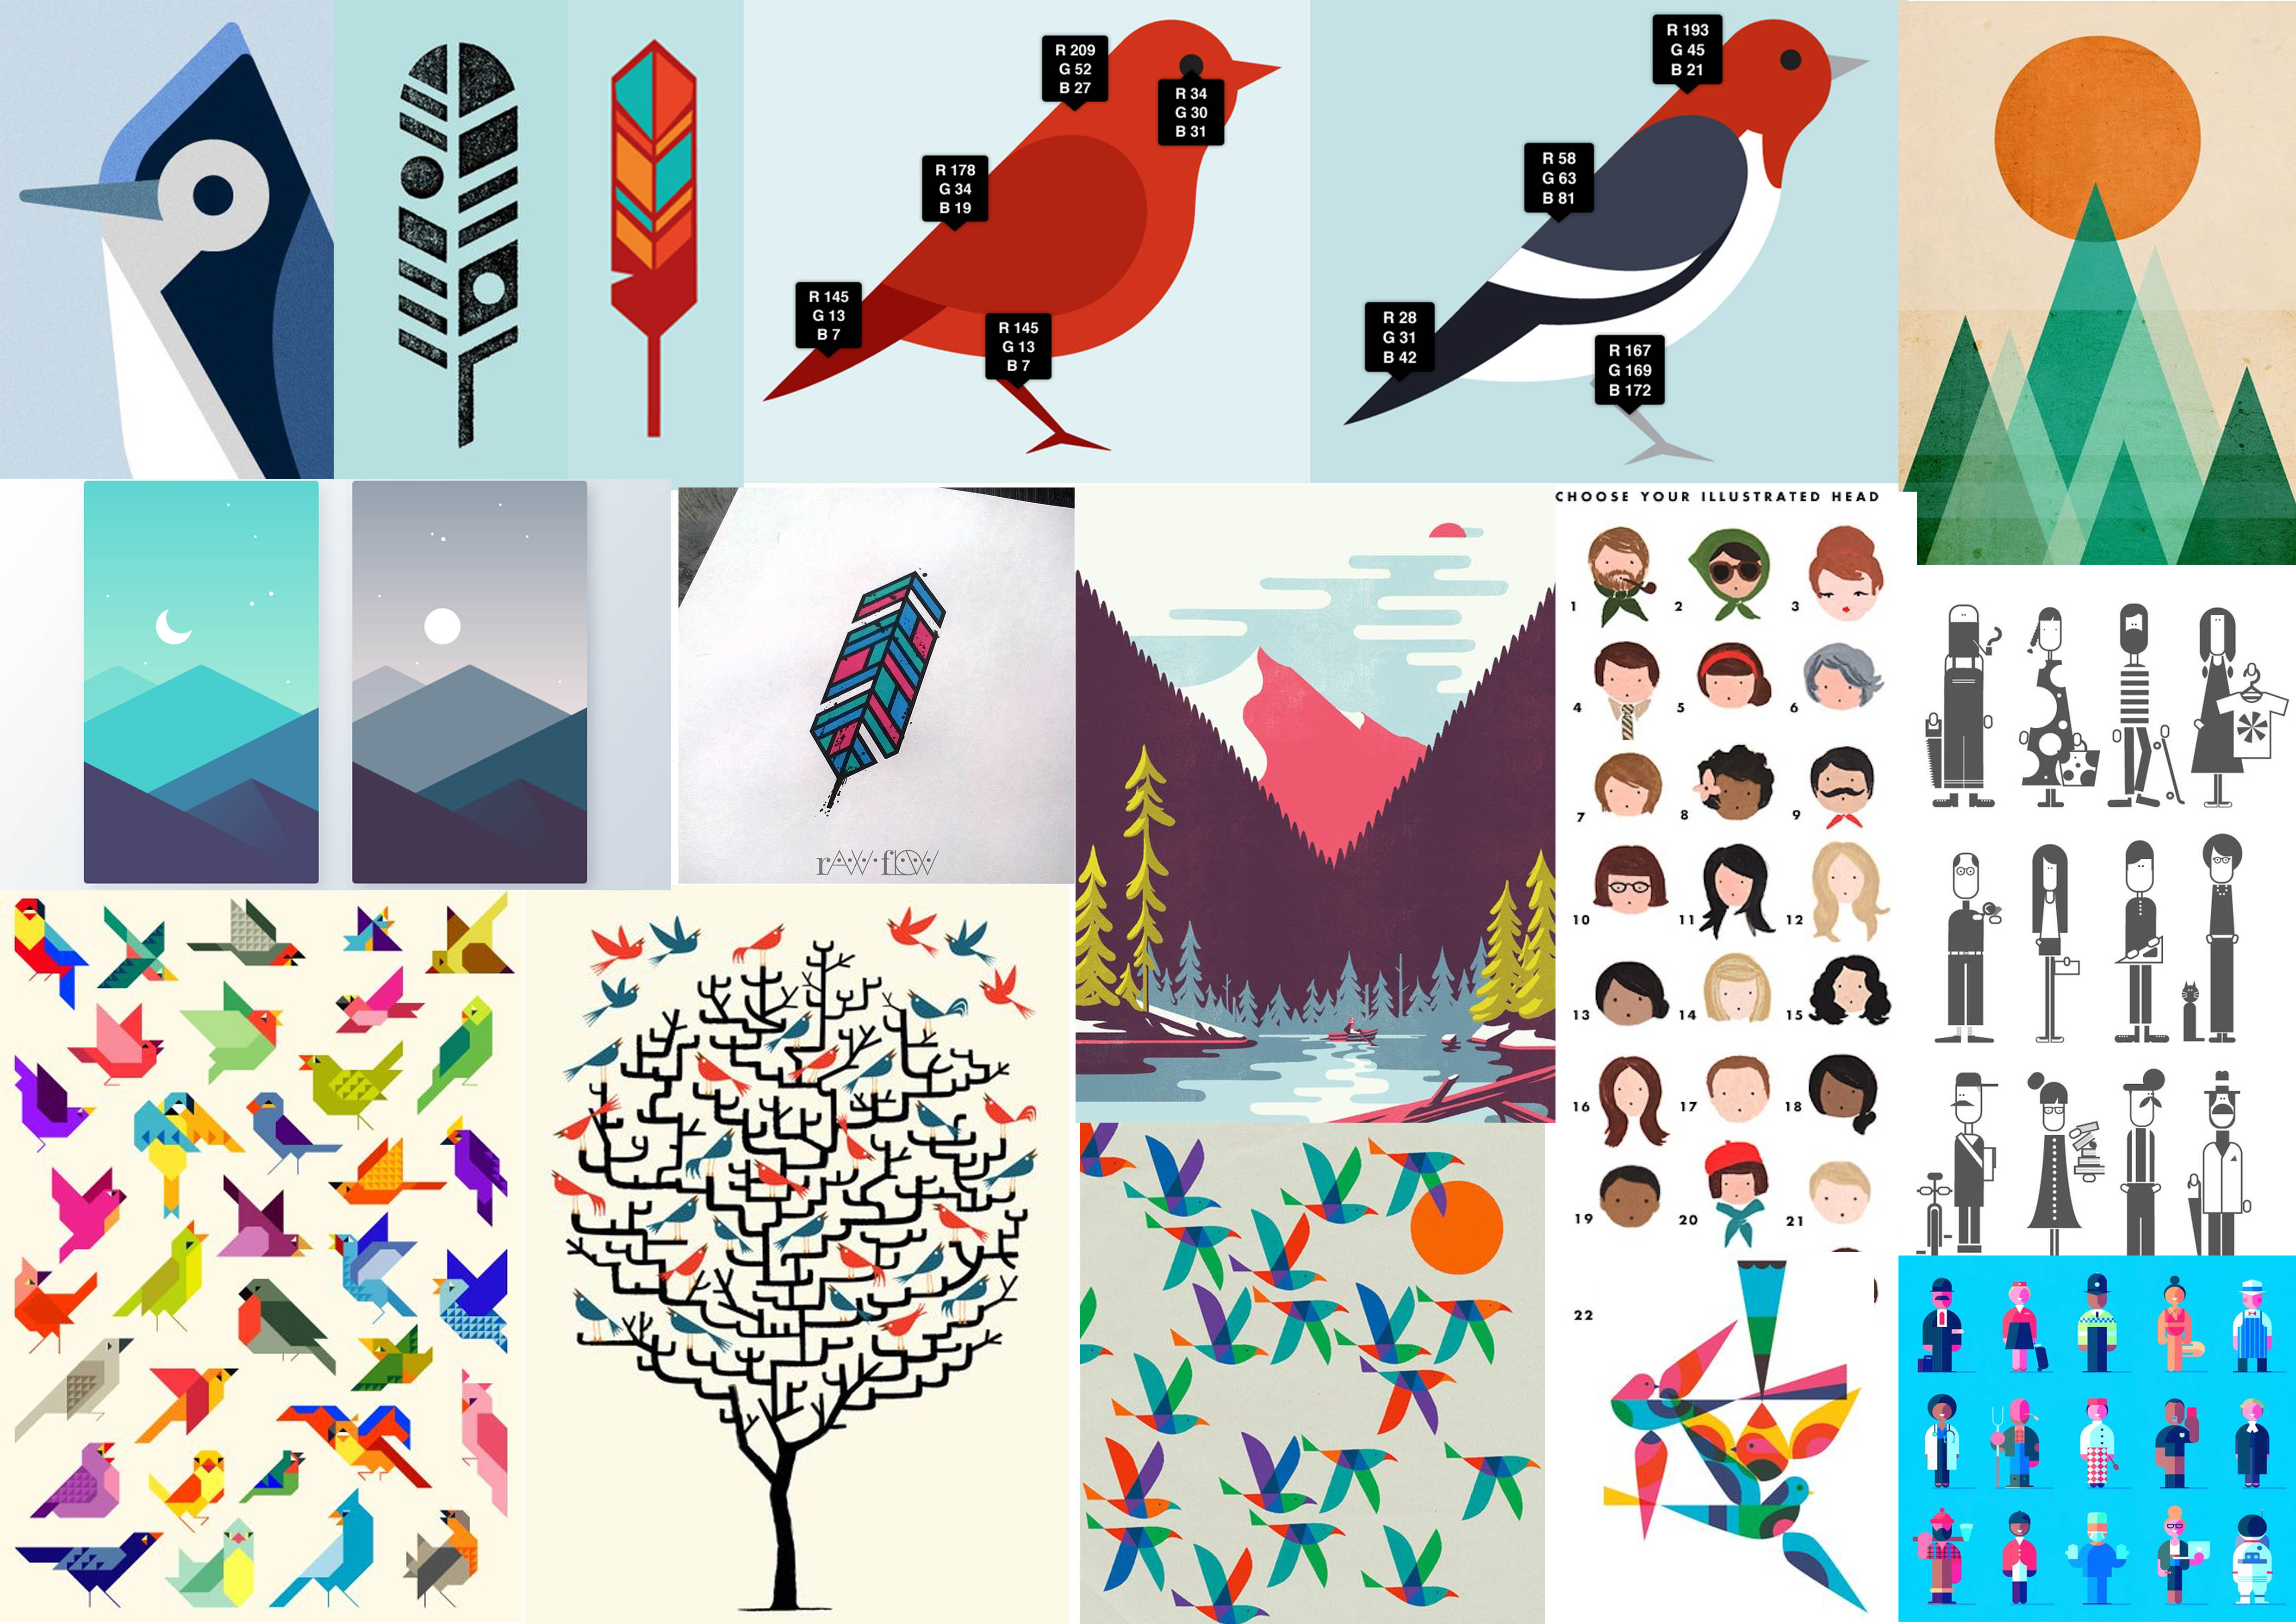 R 209
G 52
B 27
R 34
G 30
B 31
R 178
G 34
B 19
R 145
G 13
B 7
R 145
G 13
B 7
R 193
G 45
B 21
R 58
G 63
B 81
R 28
G 31
B 42
R 167
G 169
B 172
CHOOSE YOUR ILLUSTRATED HEAD
1 2 3
4 5 6
7 8 9
10 11 12
13 14 15
16 17 18
19 20 21
22
rAW·flOW